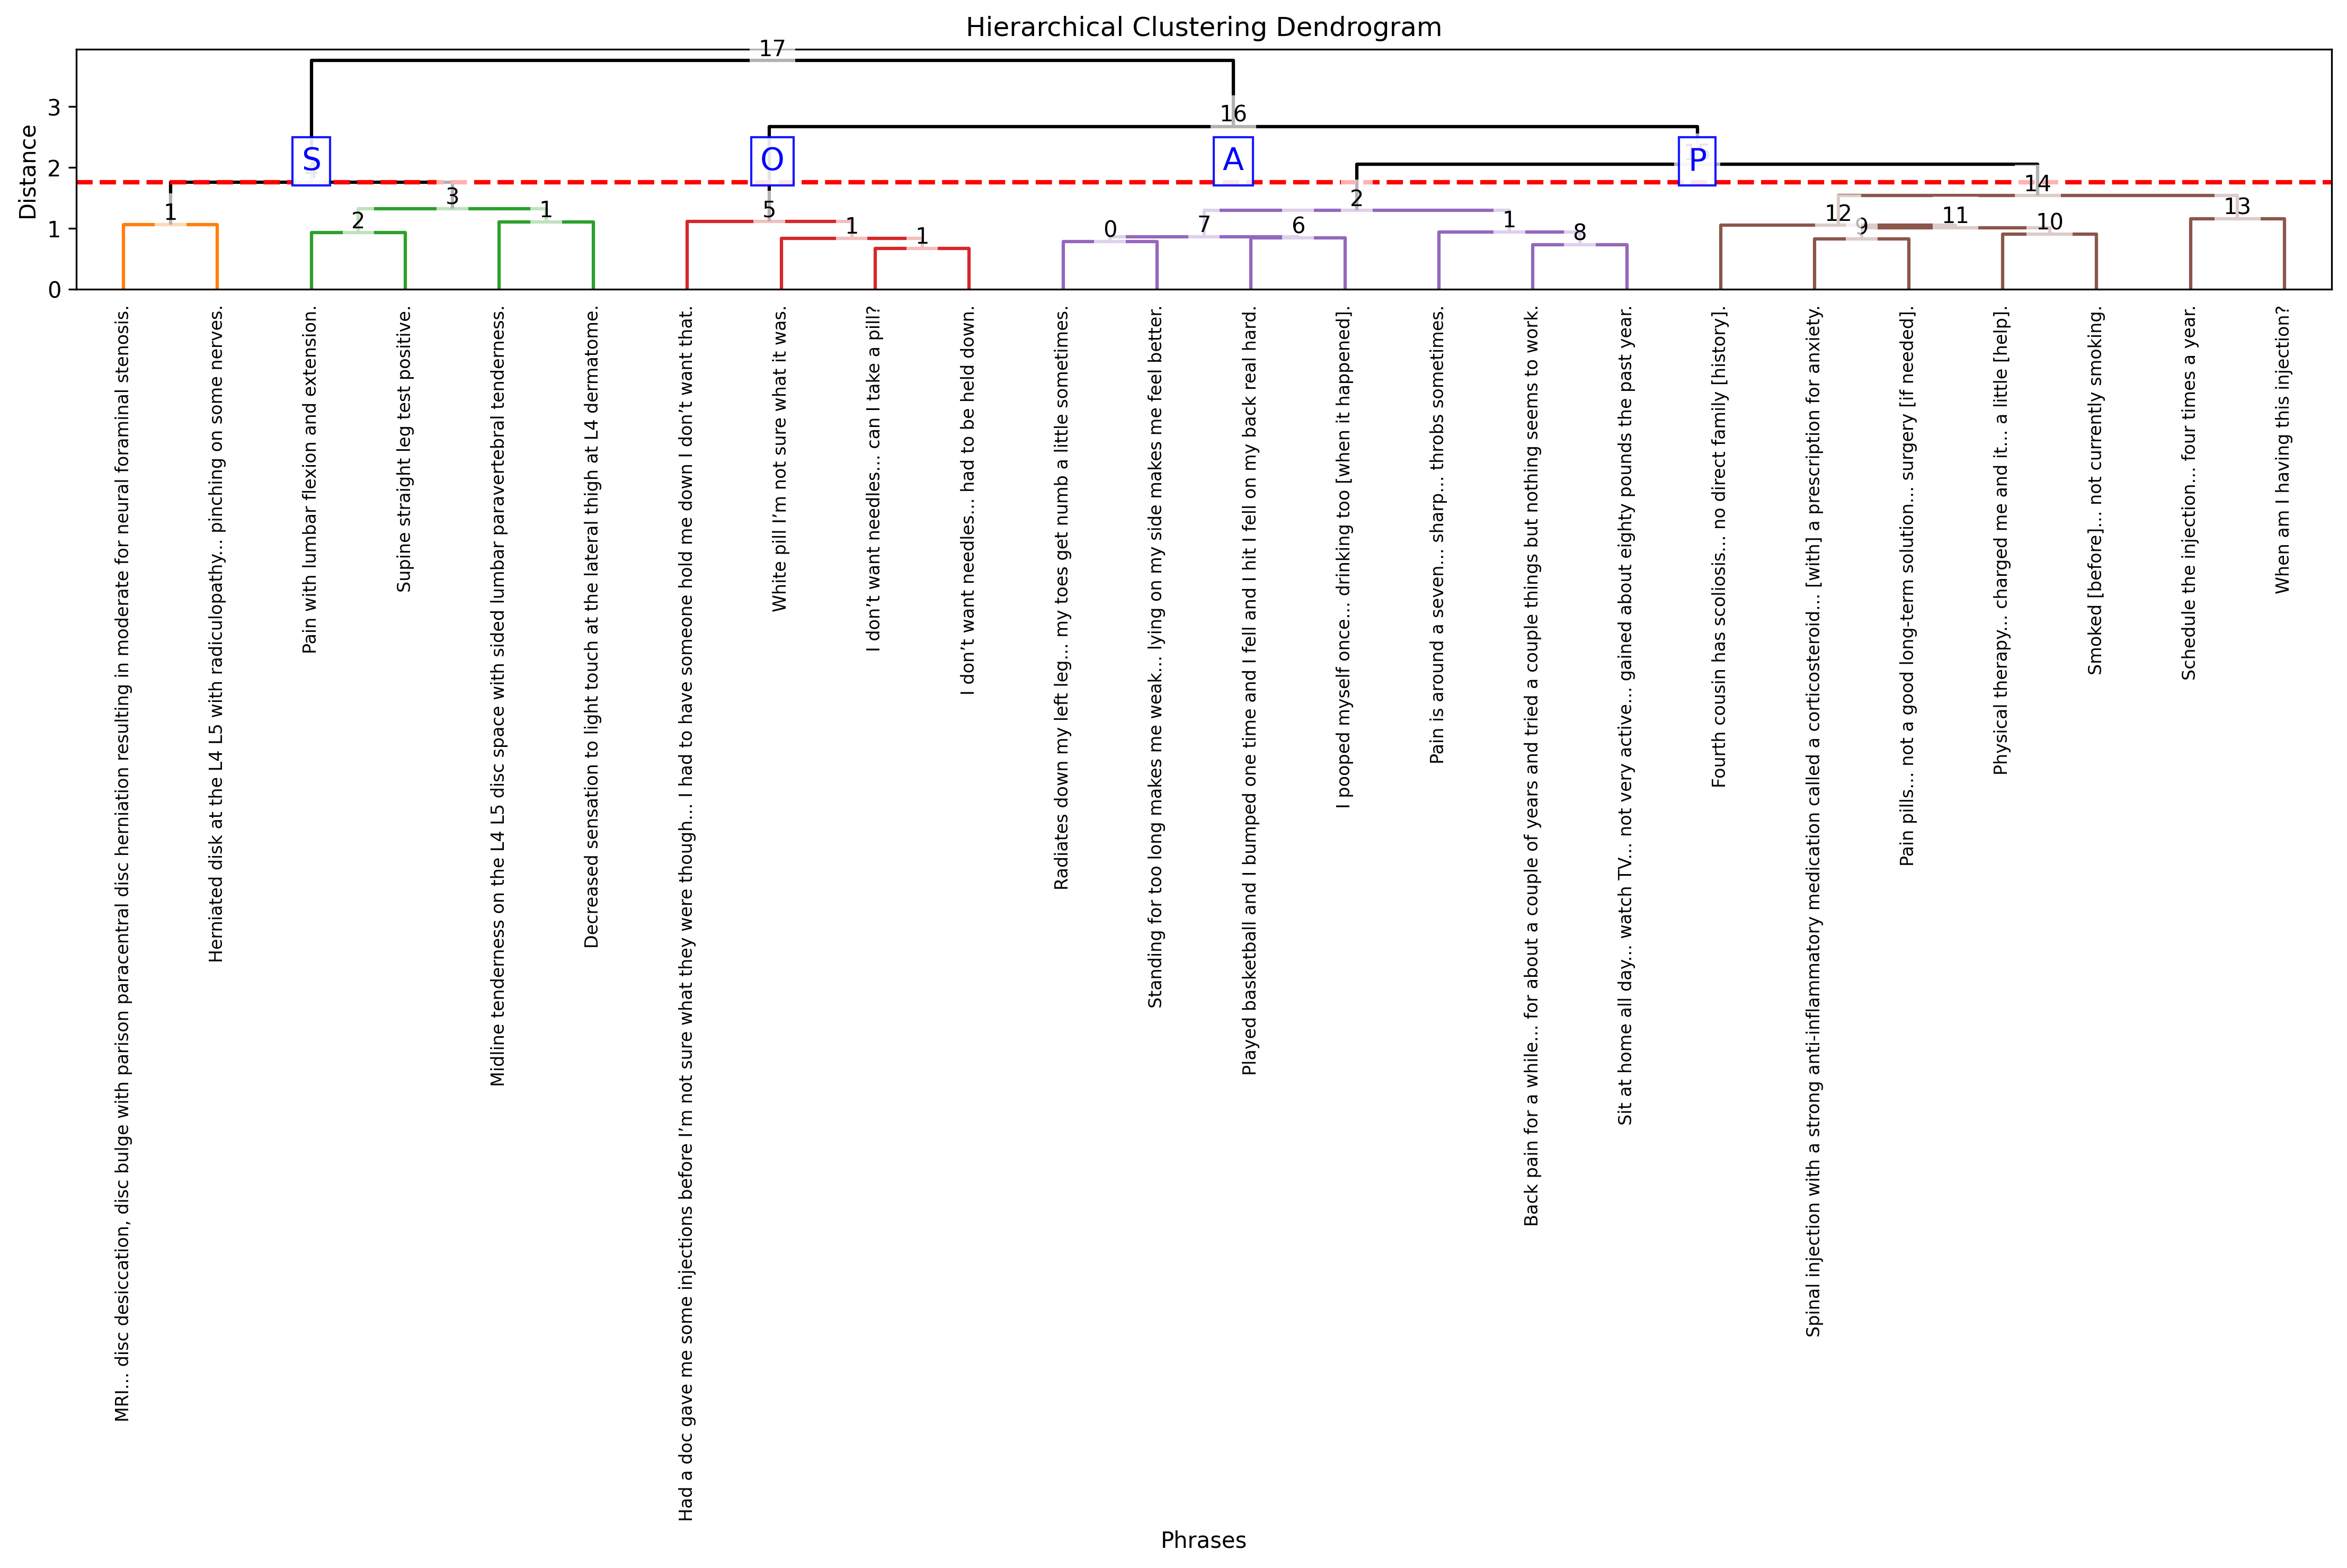 Hierarchical Clustering Dendrogram
17
3
16
S
O
A
P
2
14
3
2
1
2
1
5
13
12
11
10
1
0
7
6
1
8
9
1
1
0
Distance
MRI... disc desiccation, disc bulge with parison paracentral disc herniation resulting in moderate for neural foraminal stenosis.
Herniated disk at the L4 L5 with radiculopathy... pinching on some nerves.
Pain with lumbar flexion and extension.
Supine straight leg test positive.
Midline tenderness on the L4 L5 disc space with sided lumbar paravertebral tenderness.
Decreased sensation to light touch at the lateral thigh at L4 dermatome.
Had a doc gave me some injections before I’m not sure what they were though... I had to have someone hold me down I don’t want that.
White pill I’m not sure what it was.
I don’t want needles... can I take a pill?
I don’t want needles... had to be held down.
Radiates down my left leg... my toes get numb a little sometimes.
Standing for too long makes me weak... lying on my side makes me feel better.
Played basketball and I bumped one time and I fell and I hit I fell on my back real hard.
I pooped myself once... drinking too [when it happened].
Pain is around a seven... sharp... throbs sometimes.
Back pain for a while... for about a couple of years and tried a couple things but nothing seems to work.
Sit at home all day... watch TV... not very active... gained about eighty pounds the past year.
Fourth cousin has scoliosis... no direct family [history].
Spinal injection with a strong anti-inflammatory medication called a corticosteroid... [with] a prescription for anxiety.
Pain pills... not a good long-term solution... surgery [if needed].
Physical therapy... charged me and it... a little [help].
Smoked [before]... not currently smoking.
Schedule the injection... four times a year.
When am I having this injection?
Phrases